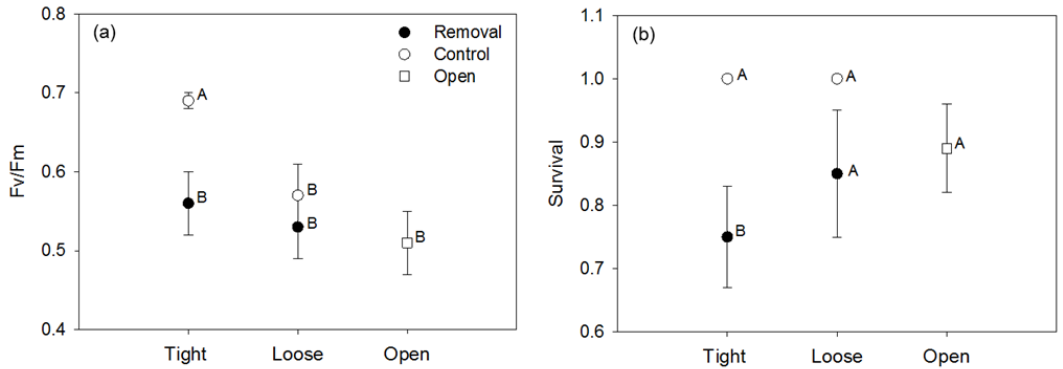 (a)
Removal
Control
Open
0.8
0.7
0.6
0.5
0.4
Fv/Fm
A
B
B
B
B
Tight Loose Open
(b)
1.1
1.0
0.9
0.8
0.7
0.6
Survival
A
A
A
A
B
Tight Loose Open